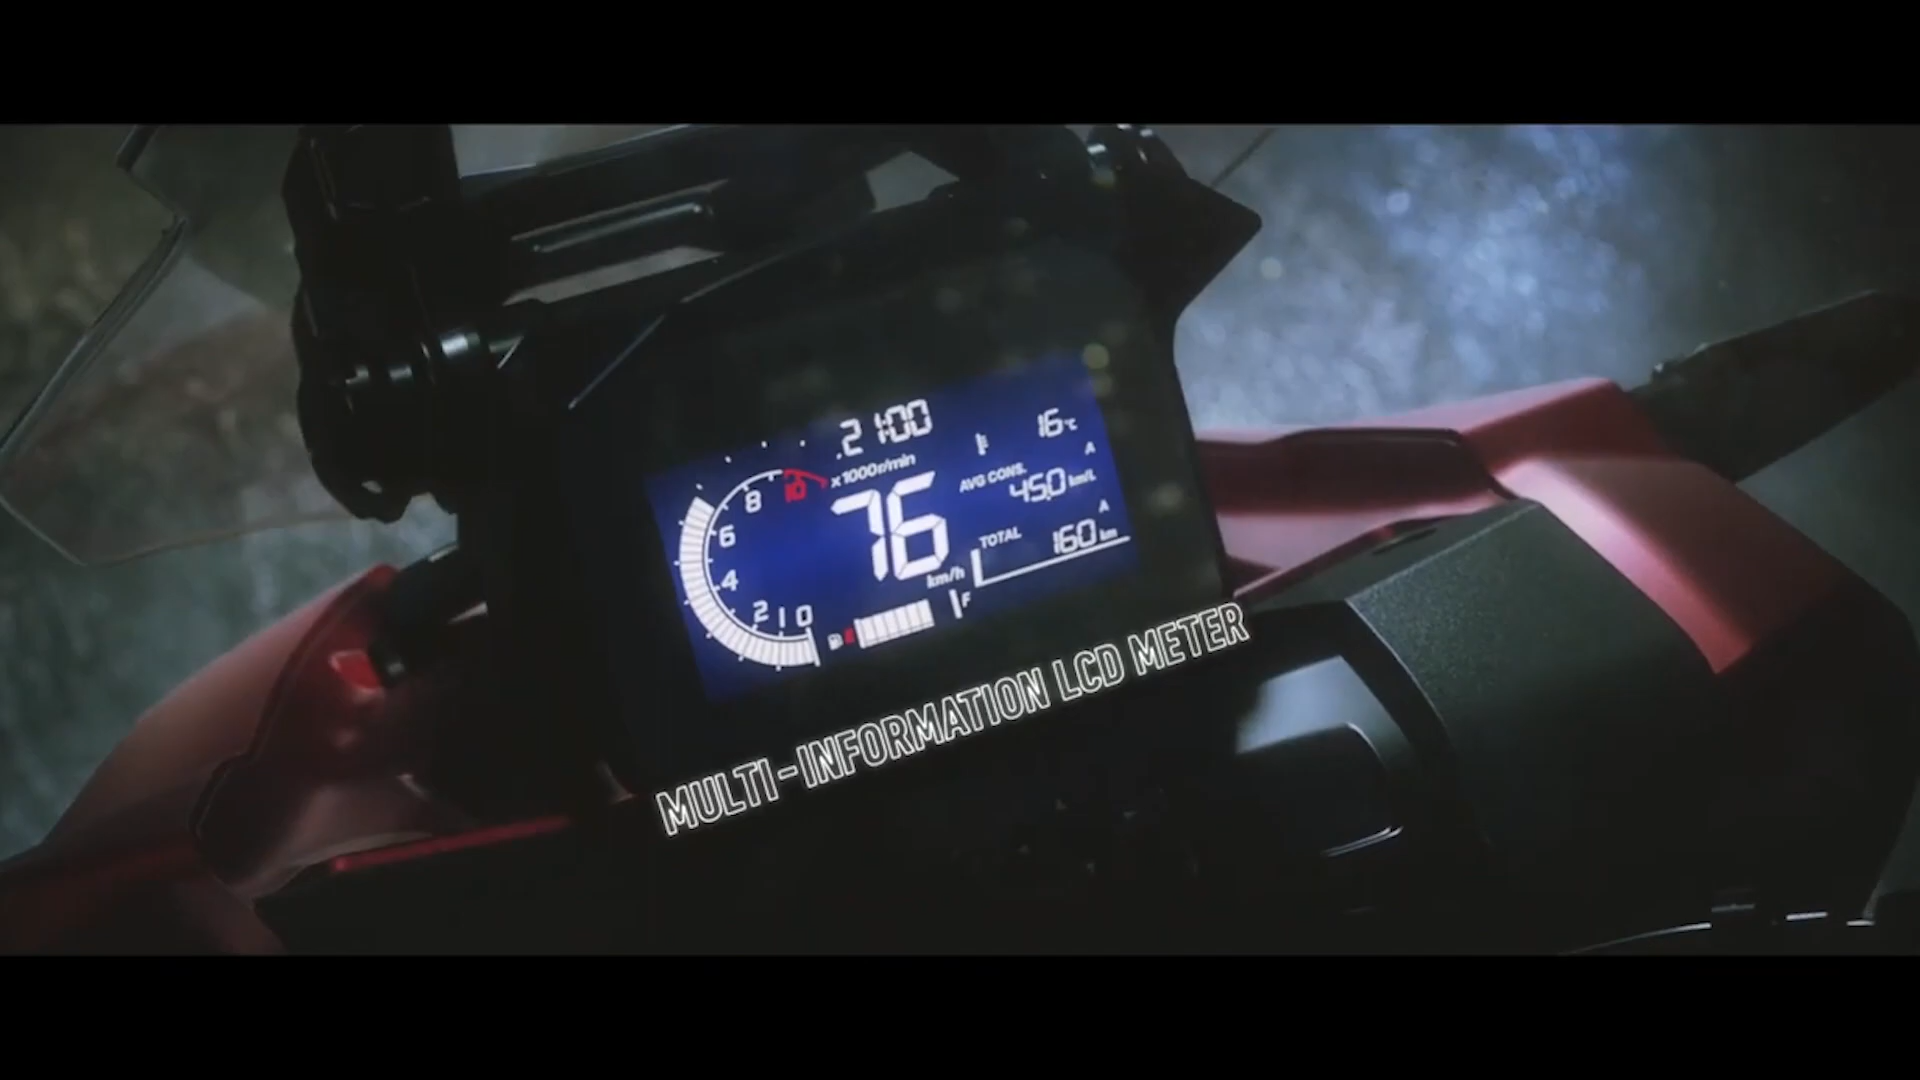 21:00
16°C
x1000r/min
10
8
6
4
2 1 0
76
km/h
A
AVG CONS.
45.0 km/L
A
TOTAL
160 km
F
MULTI-INFORMATION LCD METER